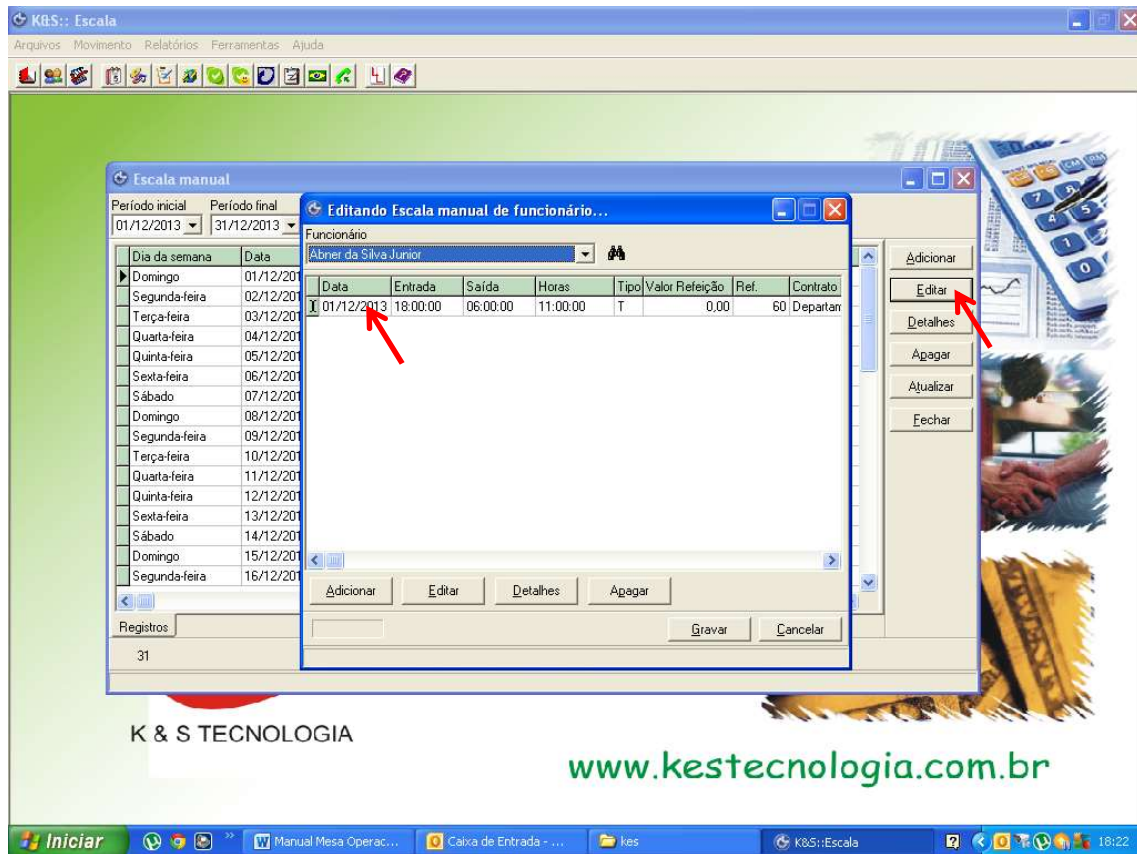 K&S:: Escala
Arquivos Movimento Relatórios Ferramentas Ajuda
Escala manual
Período inicial Período final
01/12/2013 31/12/2013
Dia da semana Data
Domingo 01/12/201
Segunda-feira 02/12/201
Terça-feira 03/12/201
Quarta-feira 04/12/201
Quinta-feira 05/12/201
Sexta-feira 06/12/201
Sábado 07/12/201
Domingo 08/12/201
Segunda-feira 09/12/201
Terça-feira 10/12/201
Quarta-feira 11/12/201
Quinta-feira 12/12/201
Sexta-feira 13/12/201
Sábado 14/12/201
Domingo 15/12/201
Segunda-feira 16/12/201
Registros
31
Editando Escala manual de funcionário...
Funcionário
Abner da Silva Junior
Data Entrada Saída Horas Tipo Valor Refeição Ref. Contrato
01/12/2013 18:00:00 06:00:00 11:00:00 T 0,00 60 Departam
Adicionar Editar Detalhes Apagar
Gravar Cancelar
Adicionar
Editar
Detalhes
Apagar
Atualizar
Fechar
K & S TECNOLOGIA
www.kestecnologia.com.br
Iniciar Manual Mesa Operac... Caixa de Entrada - ... kes K&S::Escala 18:22